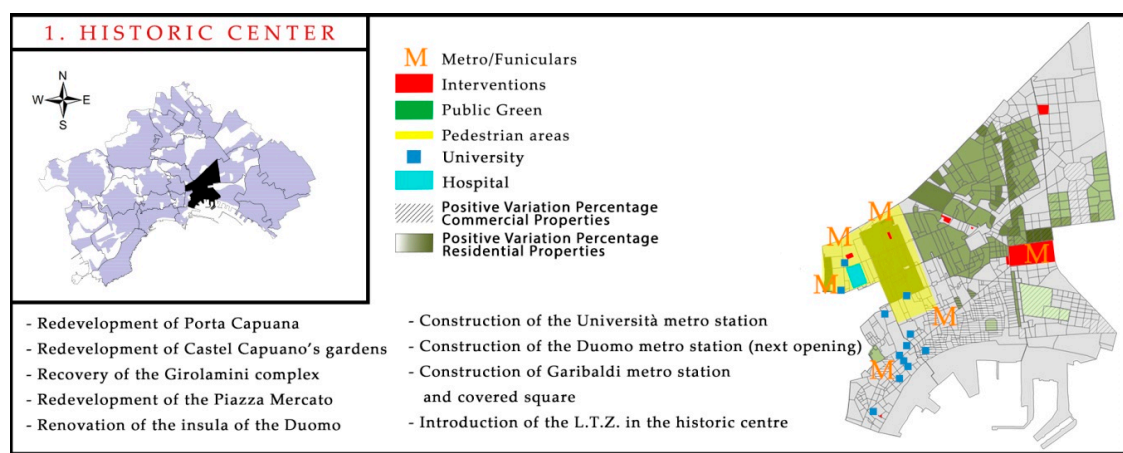 1. HISTORIC CENTER
N
W E
S
M Metro/Funiculars
Interventions
Public Green
Pedestrian areas
University
Hospital
Positive Variation Percentage
Commercial Properties
Positive Variation Percentage
Residential Properties
M
M
M
M
M
M
- Redevelopment of Porta Capuana
- Redevelopment of Castel Capuano's gardens
- Recovery of the Girolamini complex
- Redevelopment of the Piazza Mercato
- Renovation of the insula of the Duomo
- Construction of the Università metro station
- Construction of the Duomo metro station (next opening)
- Construction of Garibaldi metro station
and covered square
- Introduction of the L.T.Z. in the historic centre